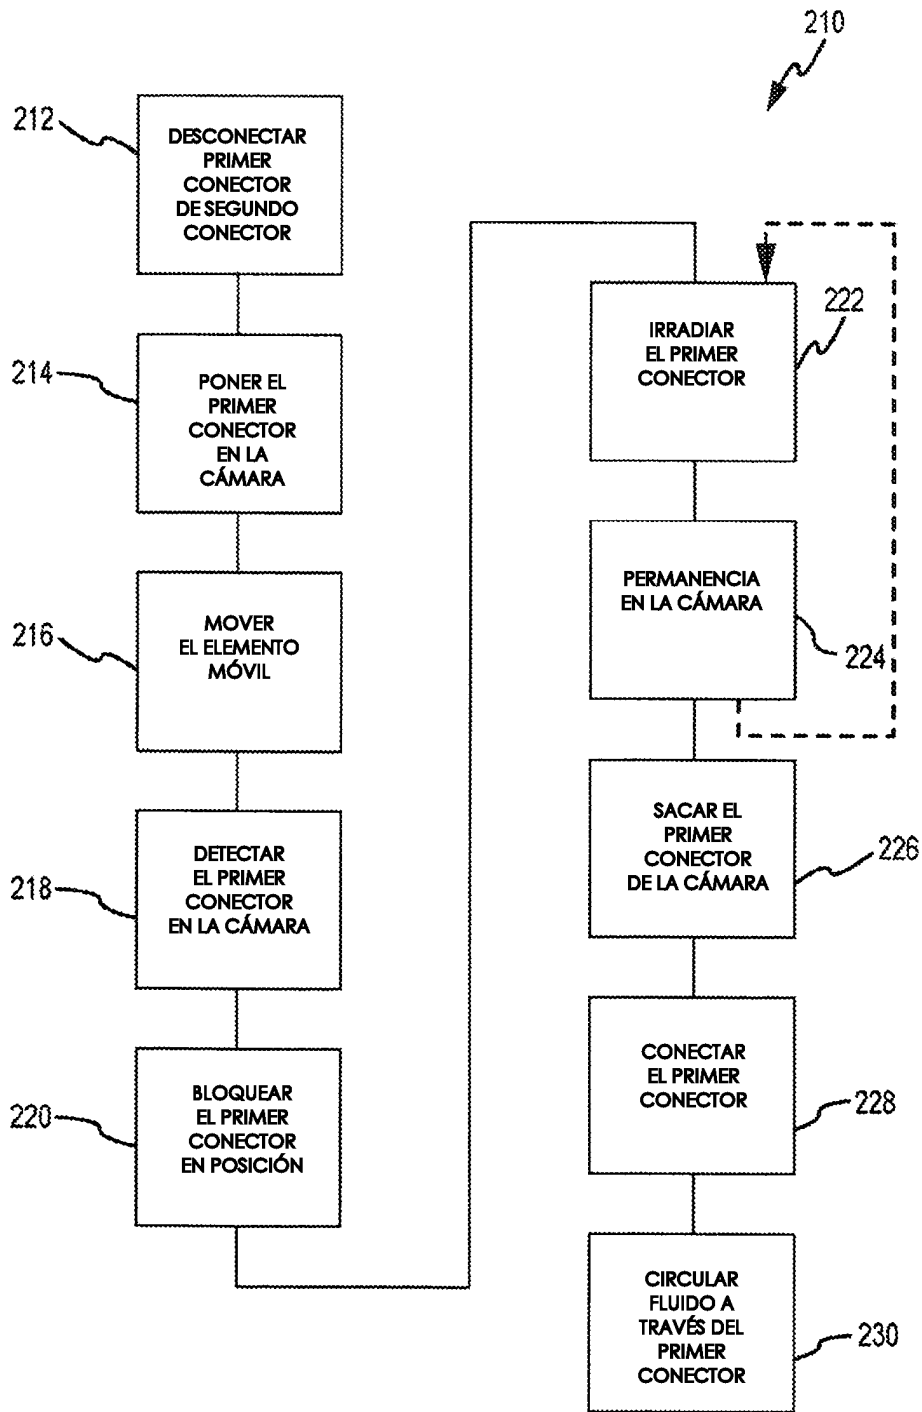 210
212
DESCONECTAR
PRIMER
CONECTOR
DE SEGUNDO
CONECTOR
214
PONER EL
PRIMER
CONECTOR
EN LA
CÁMARA
216
MOVER
EL ELEMENTO
MÓVIL
218
DETECTAR
EL PRIMER
CONECTOR
EN LA CÁMARA
220
BLOQUEAR
EL PRIMER
CONECTOR
EN POSICIÓN
222
IRRADIAR
EL PRIMER
CONECTOR
224
PERMANENCIA
EN LA CÁMARA
226
SACAR EL
PRIMER
CONECTOR
DE LA CÁMARA
228
CONECTAR
EL PRIMER
CONECTOR
230
CIRCULAR
FLUIDO A
TRAVÉS DEL
PRIMER
CONECTOR